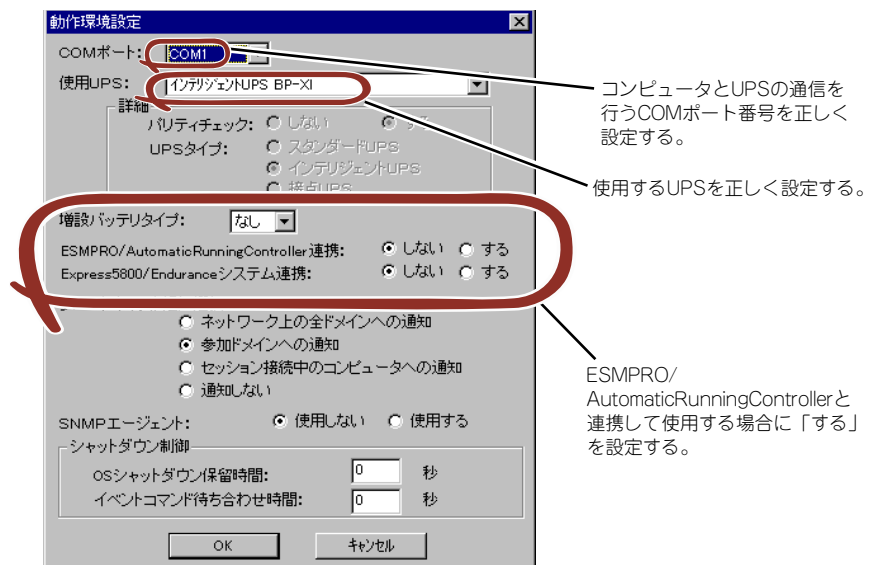 動作環境設定
COMポート: COM1
使用UPS: インテリジェントUPS BP-XI
詳細
パリティチェック: しない する
UPSタイプ: スタンダードUPS
インテリジェントUPS
接点UPS
増設バッテリタイプ: なし
ESMPRO/AutomaticRunningController連携: しない する
Express5800/Enduranceシステム連携: しない する
ネットワーク上の全ドメインへの通知
参加ドメインへの通知
セッション接続中のコンピュータへの通知
通知しない
SNMPエージェント: 使用しない 使用する
シャットダウン制御
OSシャットダウン保留時間: 0 秒
イベントコマンド待ち合わせ時間: 0 秒
OK キャンセル
コンピュータとUPSの通信を
行うCOMポート番号を正しく
設定する。
使用するUPSを正しく設定する。
ESMPRO/
AutomaticRunningControllerと
連携して使用する場合に「する」
を設定する。